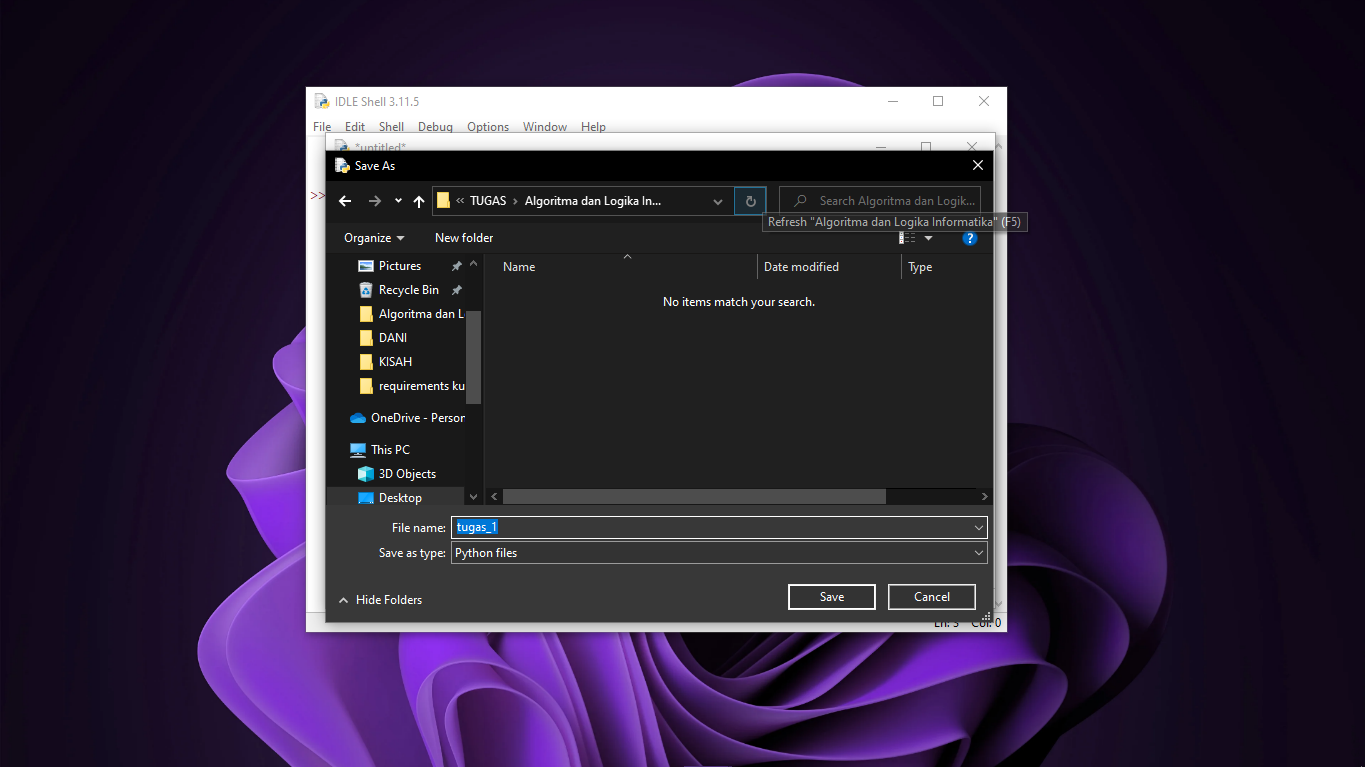 IDLE Shell 3.11.5
File Edit Shell Debug Options Window Help
*untitled*
Save As
>>
« TUGAS › Algoritma dan Logika In...
Search Algoritma dan Logik...
Refresh "Algoritma dan Logika Informatika" (F5)
Organize
New folder
?
Pictures
Recycle Bin
Algoritma dan L
DANI
KISAH
requirements ku
OneDrive - Person
This PC
3D Objects
Desktop
Name Date modified Type
No items match your search.
File name: tugas_1
Save as type: Python files
Hide Folders
Save Cancel
Ln: 3 Col: 0